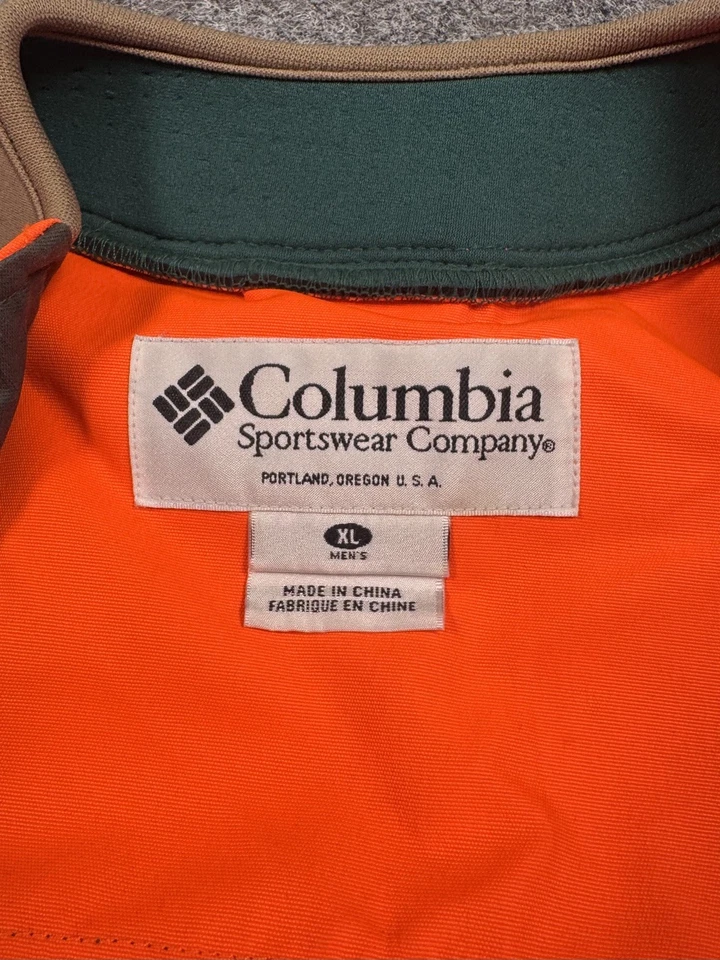 Columbia
Sportswear Company®
PORTLAND, OREGON U.S.A.
XL
MEN'S
MADE IN CHINA
FABRIQUE EN CHINE